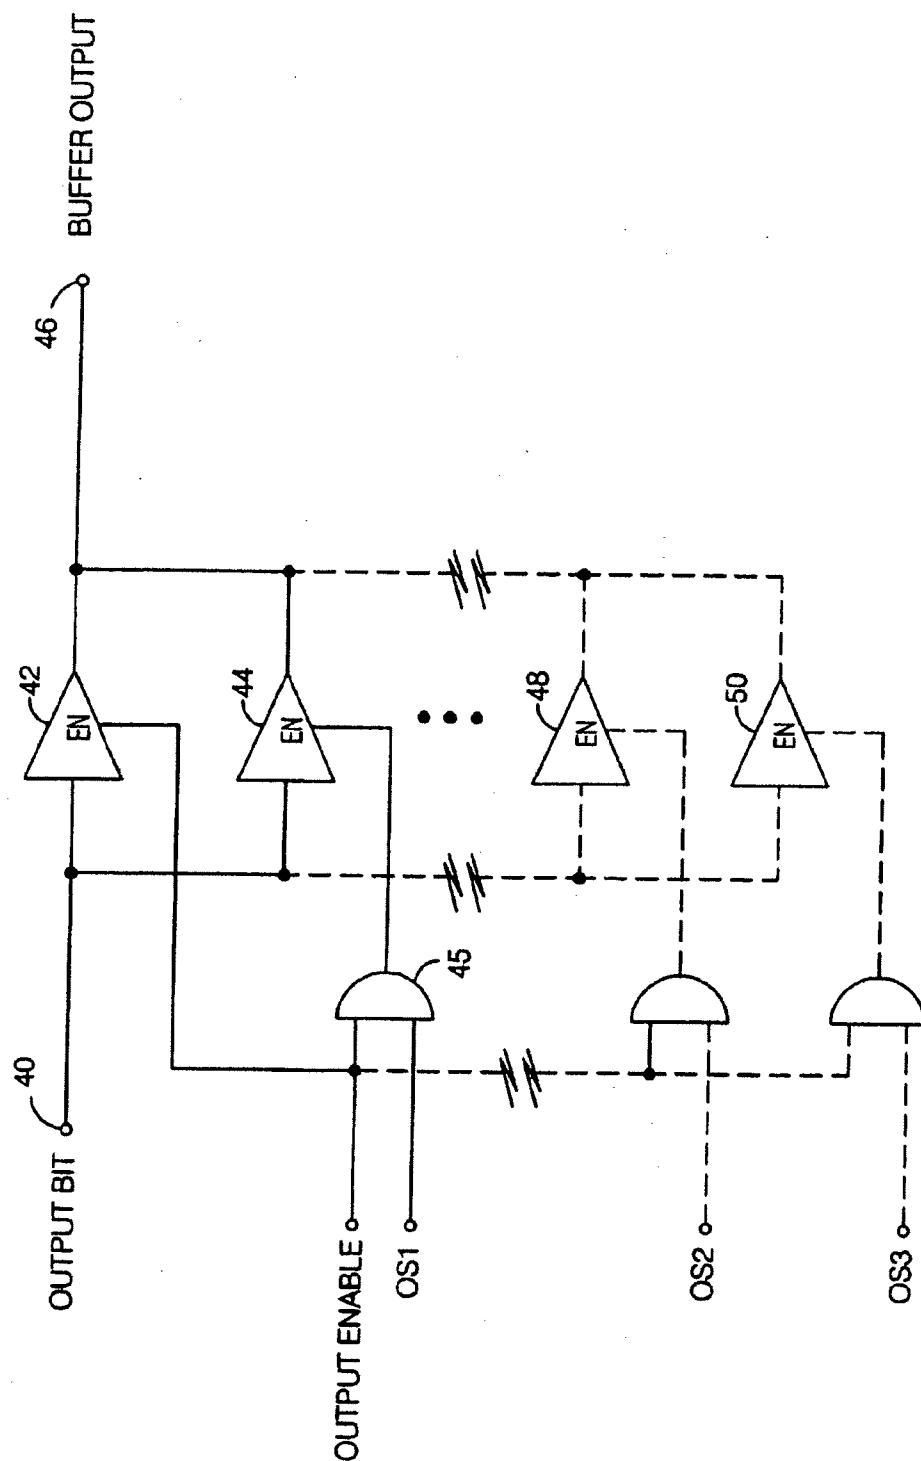 OUTPUT BIT
40
42
EN
46
BUFFER OUTPUT
44
EN
OUTPUT ENABLE
OS1
45
48
EN
OS2
50
EN
OS3